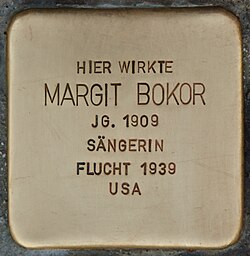 HIER WIRKTE
MARGIT BOKOR
JG. 1909
SÄNGERIN
FLUCHT 1939
USA